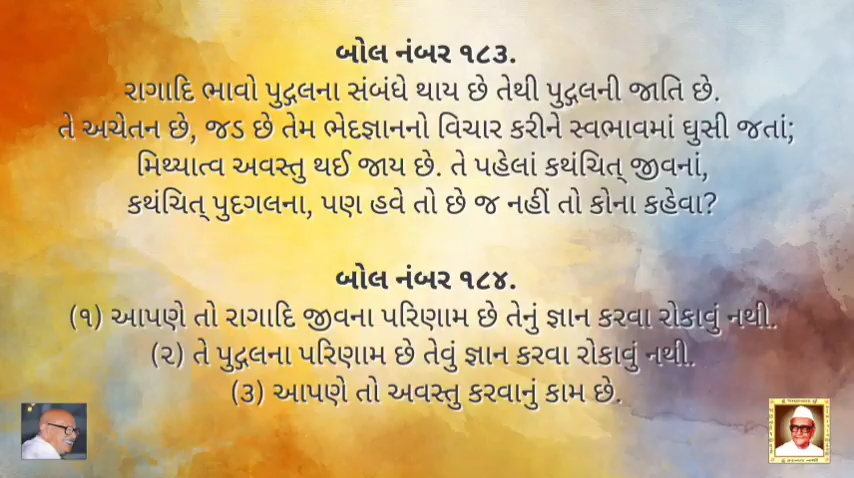 બોલ નંબર ૧૮૩.
રાગાદિ ભાવો પુદ્ગલના સંબંધે થાય છે તેથી પુદ્ગલની જાતિ છે.
તે અચેતન છે, જડ છે તેમ ભેદજ્ઞાનનો વિચાર કરીને સ્વભાવમાં ઘુસી જતાં;
મિથ્યાત્વ અવસ્તુ થઈ જાય છે. તે પહેલાં કથંચિત્ જીવનાં,
કથંચિત્ પુદગલના, પણ હવે તો છે જ નહીં તો કોના કહેવા?
બોલ નંબર ૧૮૪.
(૧) આપણે તો રાગાદિ જીવના પરિણામ છે તેનું જ્ઞાન કરવા રોકાવું નથી.
(૨) તે પુદ્ગલના પરિણામ છે તેવું જ્ઞાન કરવા રોકાવું નથી.
(૩) આપણે તો અવસ્તુ કરવાનું કામ છે.